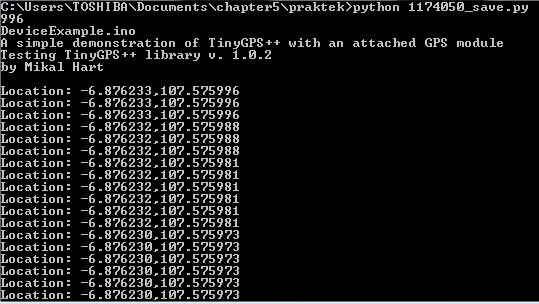 C:\Users\TOSHIBA\Documents\chapter5\praktek>python 1174050_save.py
996
DeviceExample.ino
A simple demonstration of TinyGPS++ with an attached GPS module
Testing TinyGPS++ library v. 1.0.2
by Mikal Hart
Location: -6.876233,107.575996
Location: -6.876233,107.575996
Location: -6.876233,107.575996
Location: -6.876232,107.575988
Location: -6.876232,107.575988
Location: -6.876232,107.575988
Location: -6.876232,107.575981
Location: -6.876232,107.575981
Location: -6.876232,107.575981
Location: -6.876232,107.575981
Location: -6.876232,107.575981
Location: -6.876232,107.575981
Location: -6.876230,107.575973
Location: -6.876230,107.575973
Location: -6.876230,107.575973
Location: -6.876230,107.575973
Location: -6.876230,107.575973
Location: -6.876230,107.575973